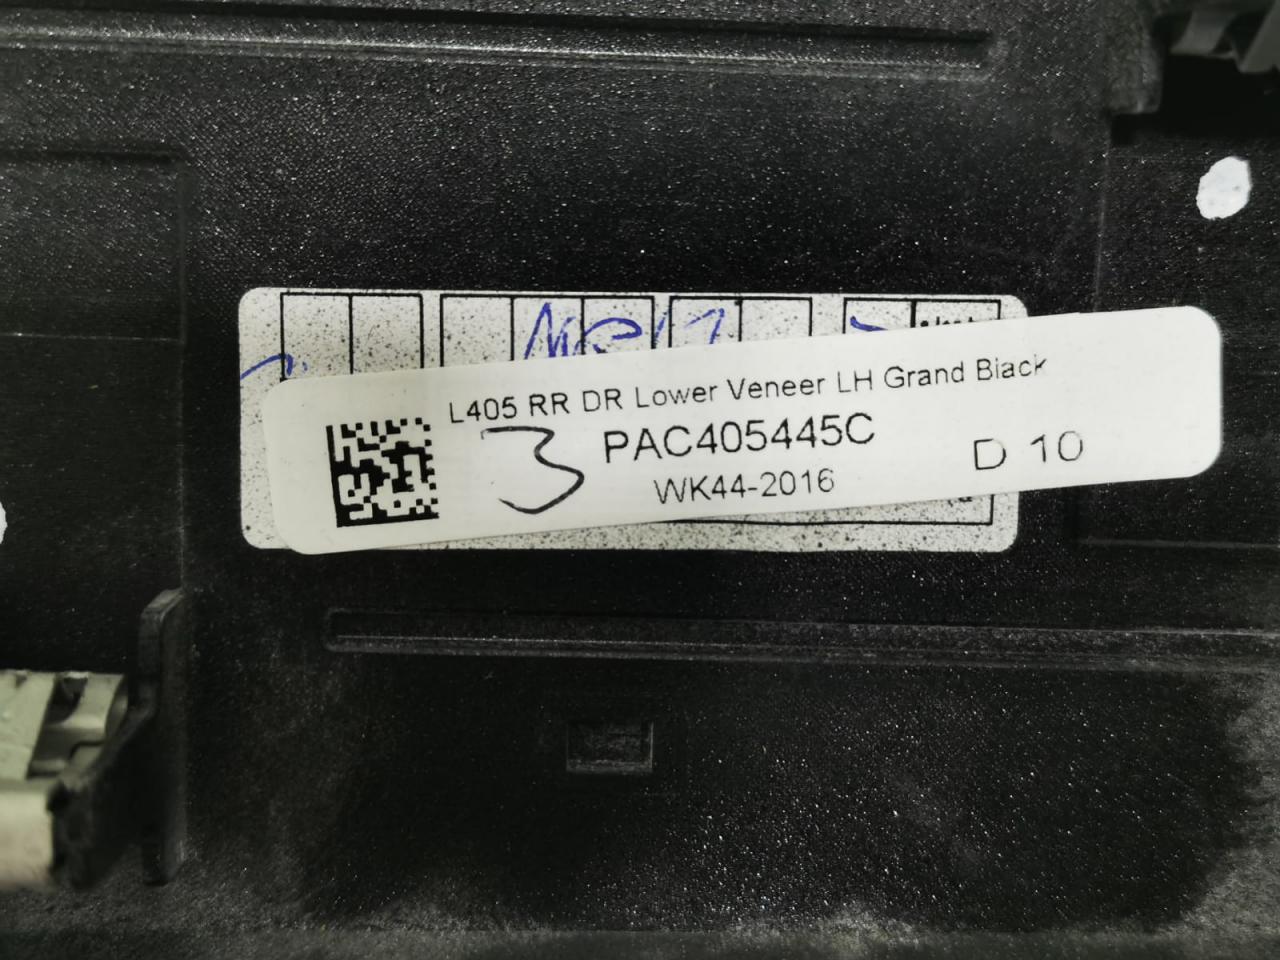 L405 RR DR Lower Veneer LH Grand Black
3 PAC405445C D 10
WK44-2016